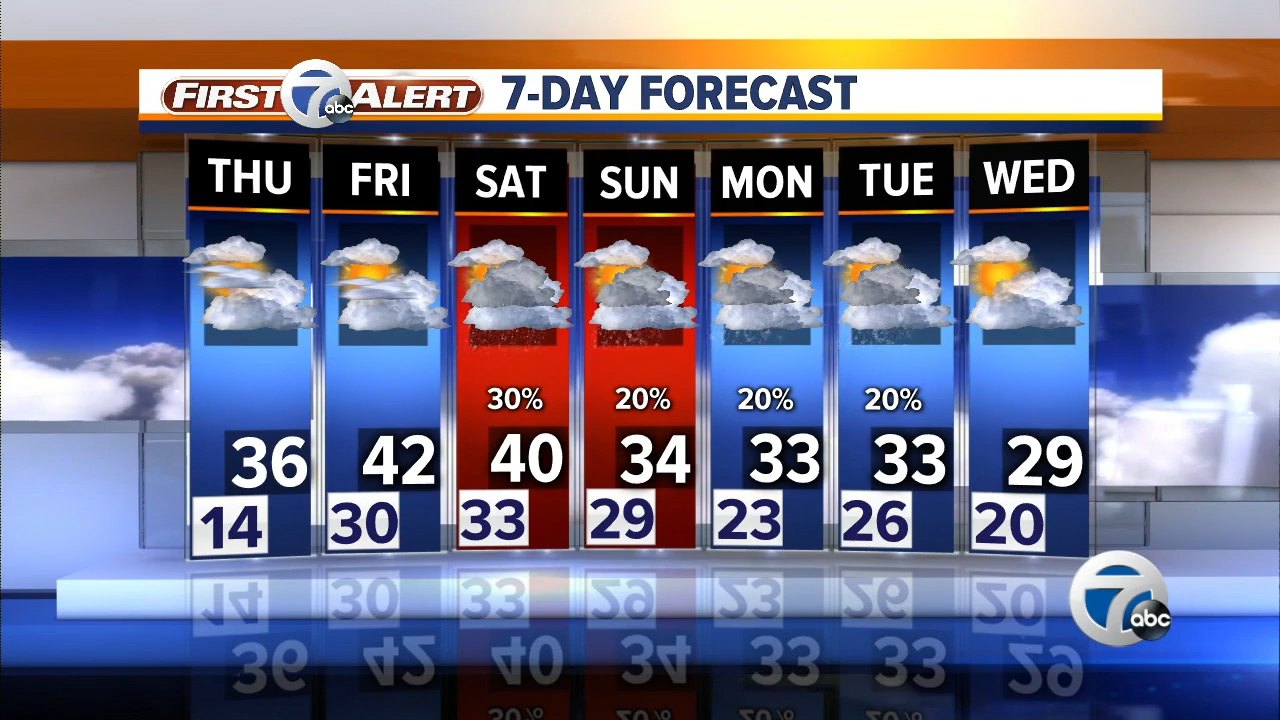 FIRST 7 abc ALERT 7-DAY FORECAST
THU FRI SAT SUN MON TUE WED
30% 20% 20% 20%
36 42 40 34 33 33 29
14 30 33 29 23 26 20
7 abc